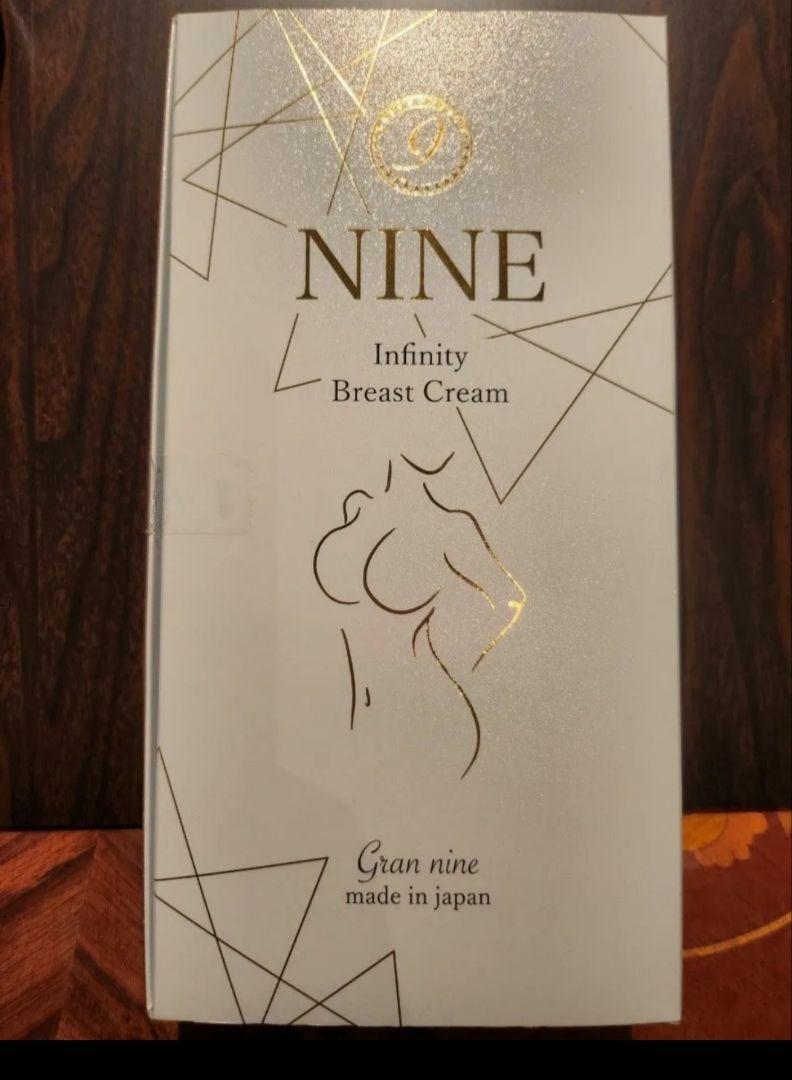 NINE
Infinity
Breast Cream
Gran nine
made in japan